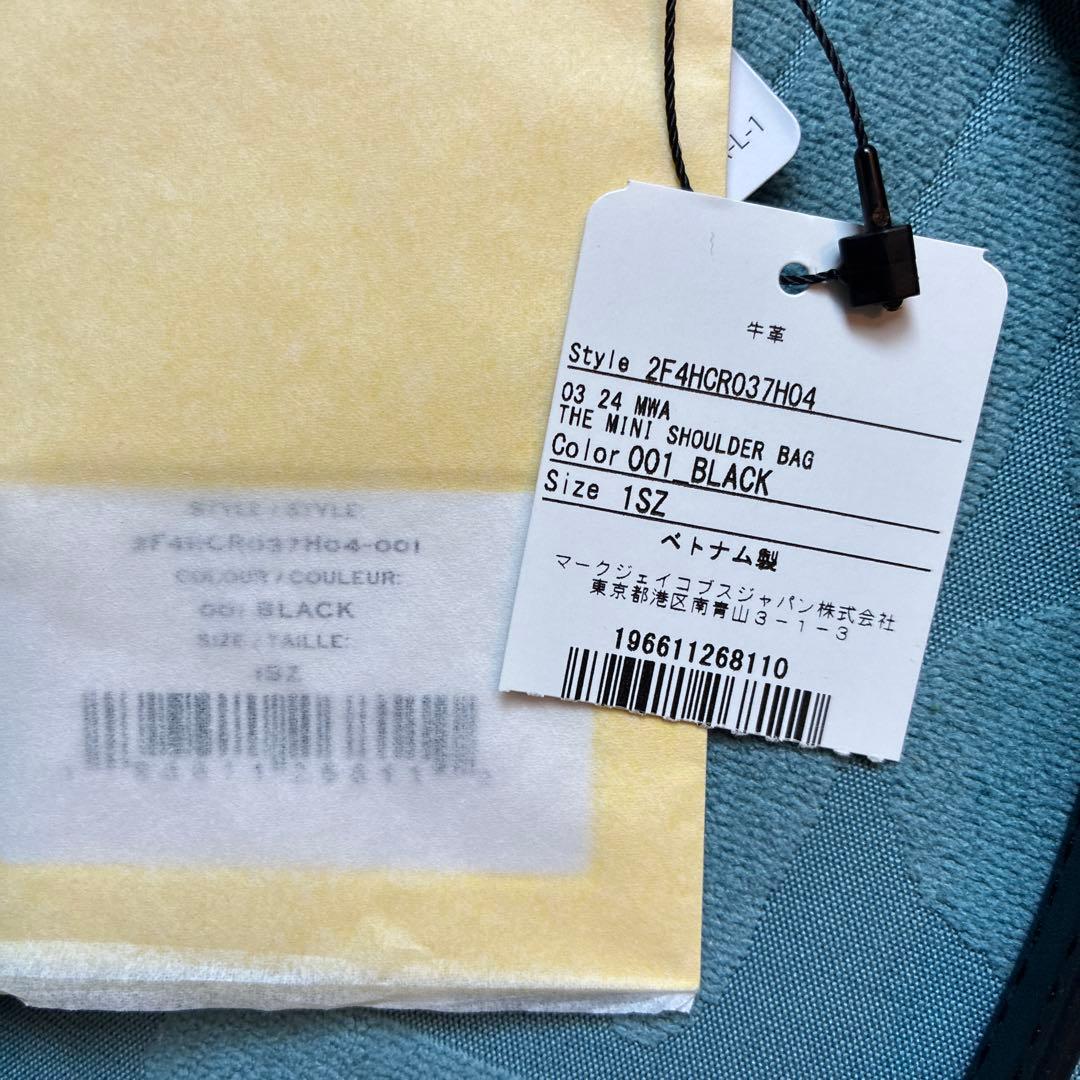 -L-1
牛革
Style 2F4HCR037H04
03 24 MWA
THE MINI SHOULDER BAG
Color 001_BLACK
Size 1SZ
ベトナム製
マークジェイコブスジャパン株式会社
東京都港区南青山3-1-3
196611268110
STYLE / STYLE
2F4HCR037H04-001
COLOUR / COULEUR:
001 BLACK
SIZE / TAILLE:
1SZ